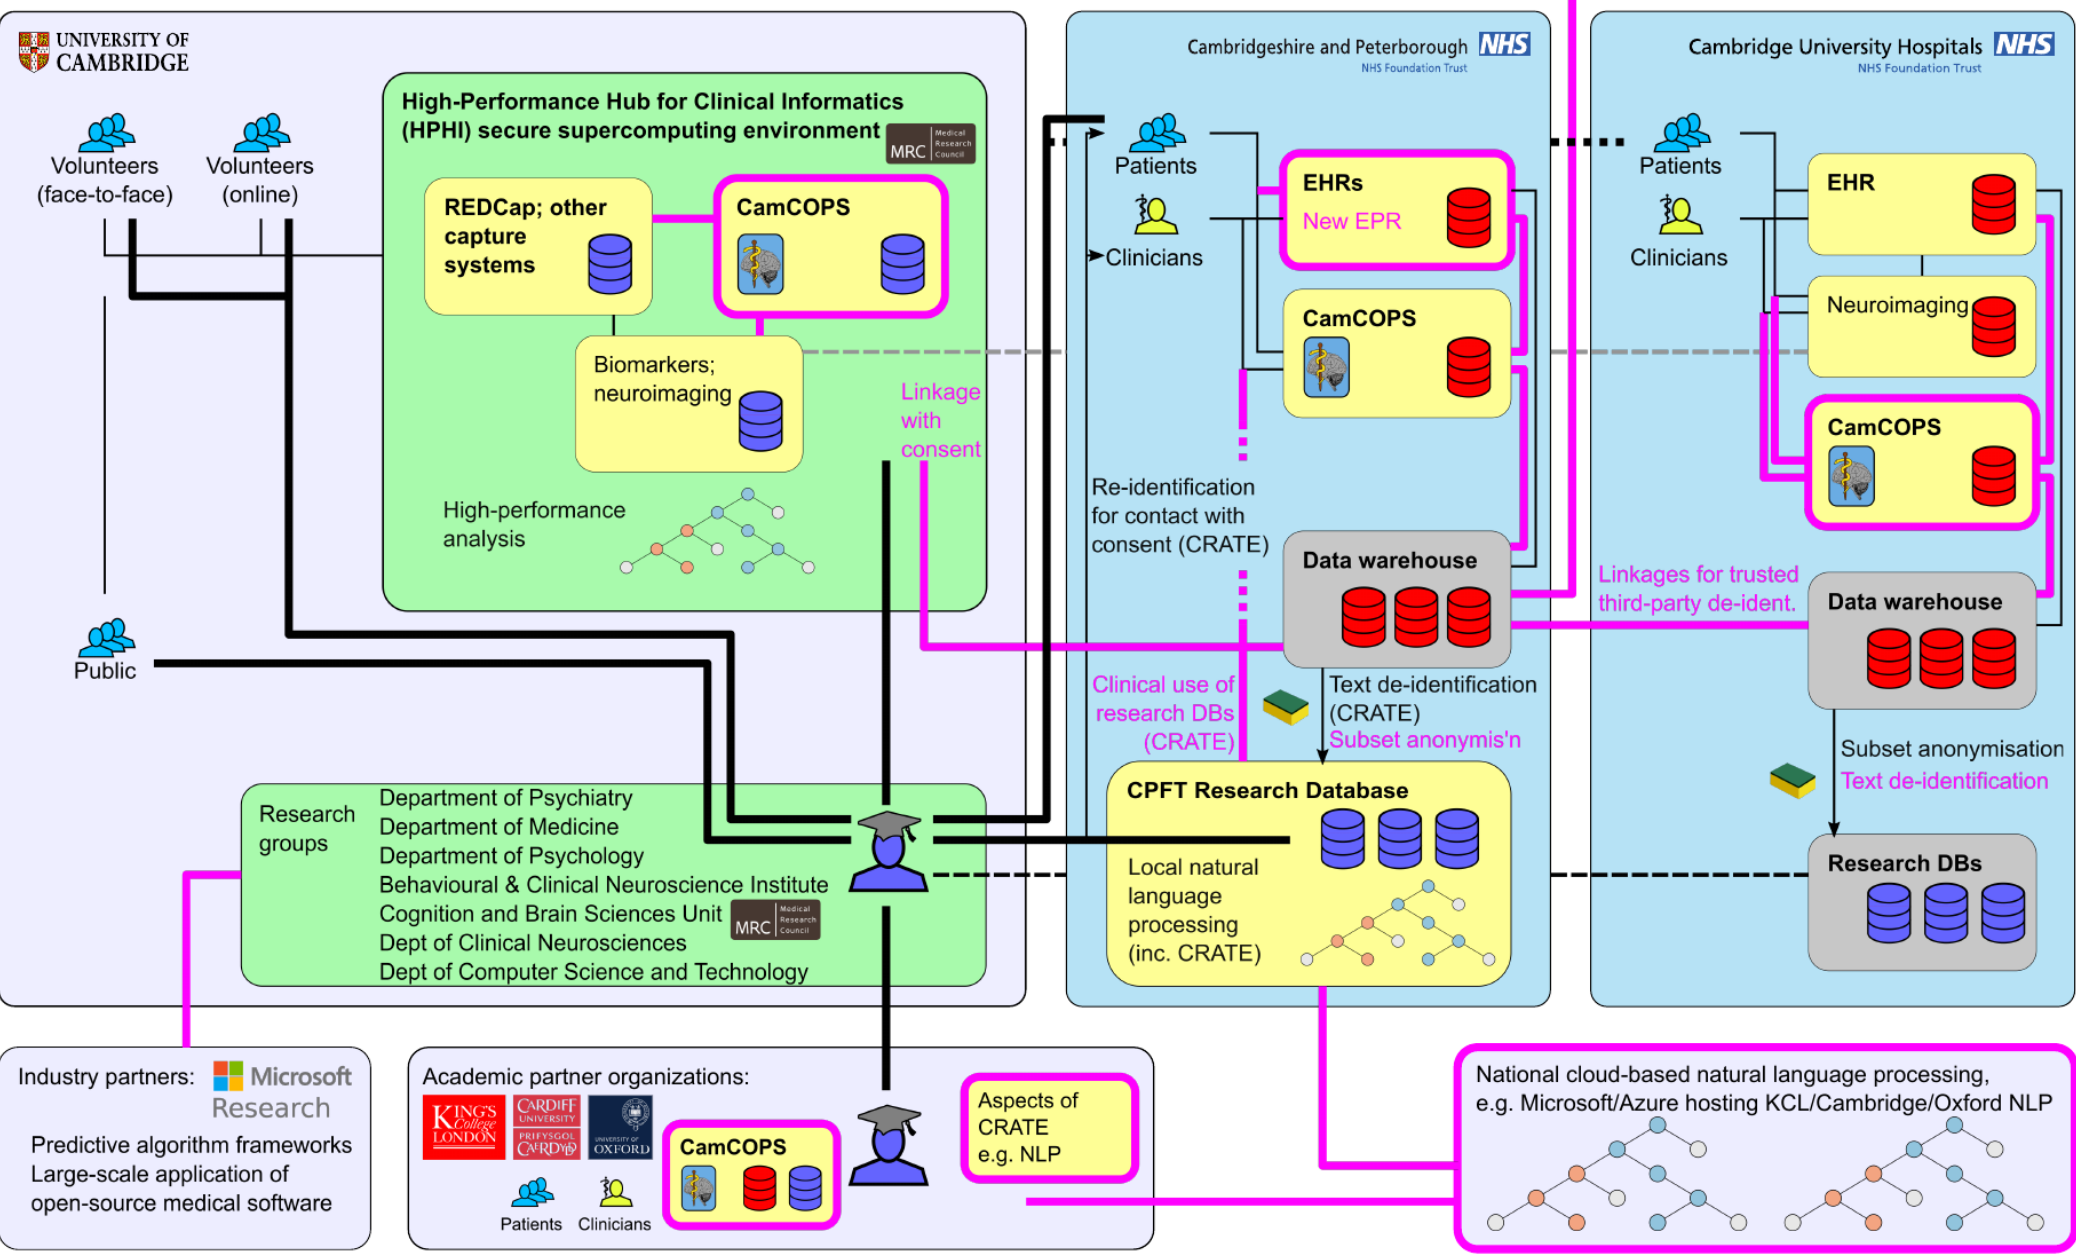 UNIVERSITY OF
CAMBRIDGE
Volunteers
(face-to-face)
Volunteers
(online)
High-Performance Hub for Clinical Informatics
(HPHI) secure supercomputing environment
MRC
Medical
Research
Council
REDCap; other
capture
systems
CamCOPS
Biomarkers;
neuroimaging
Linkage
with
consent
High-performance
analysis
Public
Research
groups
Department of Psychiatry
Department of Medicine
Department of Psychology
Behavioural & Clinical Neuroscience Institute
Cognition and Brain Sciences Unit
MRC
Medical
Research
Council
Dept of Clinical Neurosciences
Dept of Computer Science and Technology
Cambridgeshire and Peterborough NHS
NHS Foundation Trust
Patients
Clinicians
EHRs
New EPR
CamCOPS
Re-identification
for contact with
consent (CRATE)
Data warehouse
Clinical use of
research DBs
(CRATE)
Text de-identification
(CRATE)
Subset anonymis'n
CPFT Research Database
Local natural
language
processing
(inc. CRATE)
Cambridge University Hospitals NHS
NHS Foundation Trust
Patients
Clinicians
EHR
Neuroimaging
CamCOPS
Linkages for trusted
third-party de-ident.
Data warehouse
Subset anonymisation
Text de-identification
Research DBs
Industry partners:
Microsoft
Research
Predictive algorithm frameworks
Large-scale application of
open-source medical software
Academic partner organizations:
KING'S
College
LONDON
CARDIFF
UNIVERSITY
PRIFYSGOL
CAERDYDD
UNIVERSITY OF
OXFORD
Patients
Clinicians
CamCOPS
Aspects of
CRATE
e.g. NLP
National cloud-based natural language processing,
e.g. Microsoft/Azure hosting KCL/Cambridge/Oxford NLP